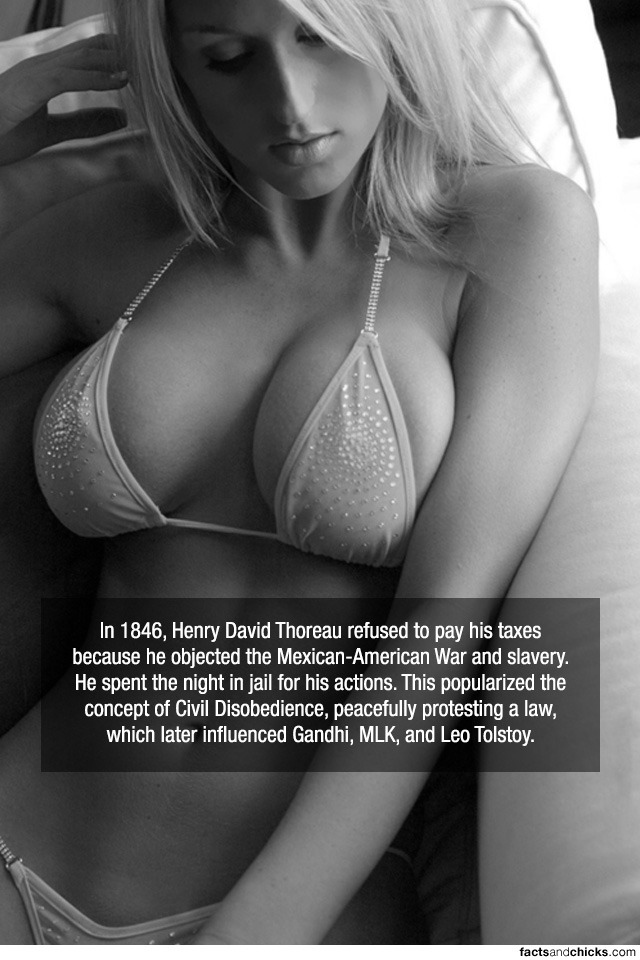 In 1846, Henry David Thoreau refused to pay his taxes
because he objected the Mexican-American War and slavery.
He spent the night in jail for his actions. This popularized the
concept of Civil Disobedience, peacefully protesting a law,
which later influenced Gandhi, MLK, and Leo Tolstoy.
factsandchicks.com